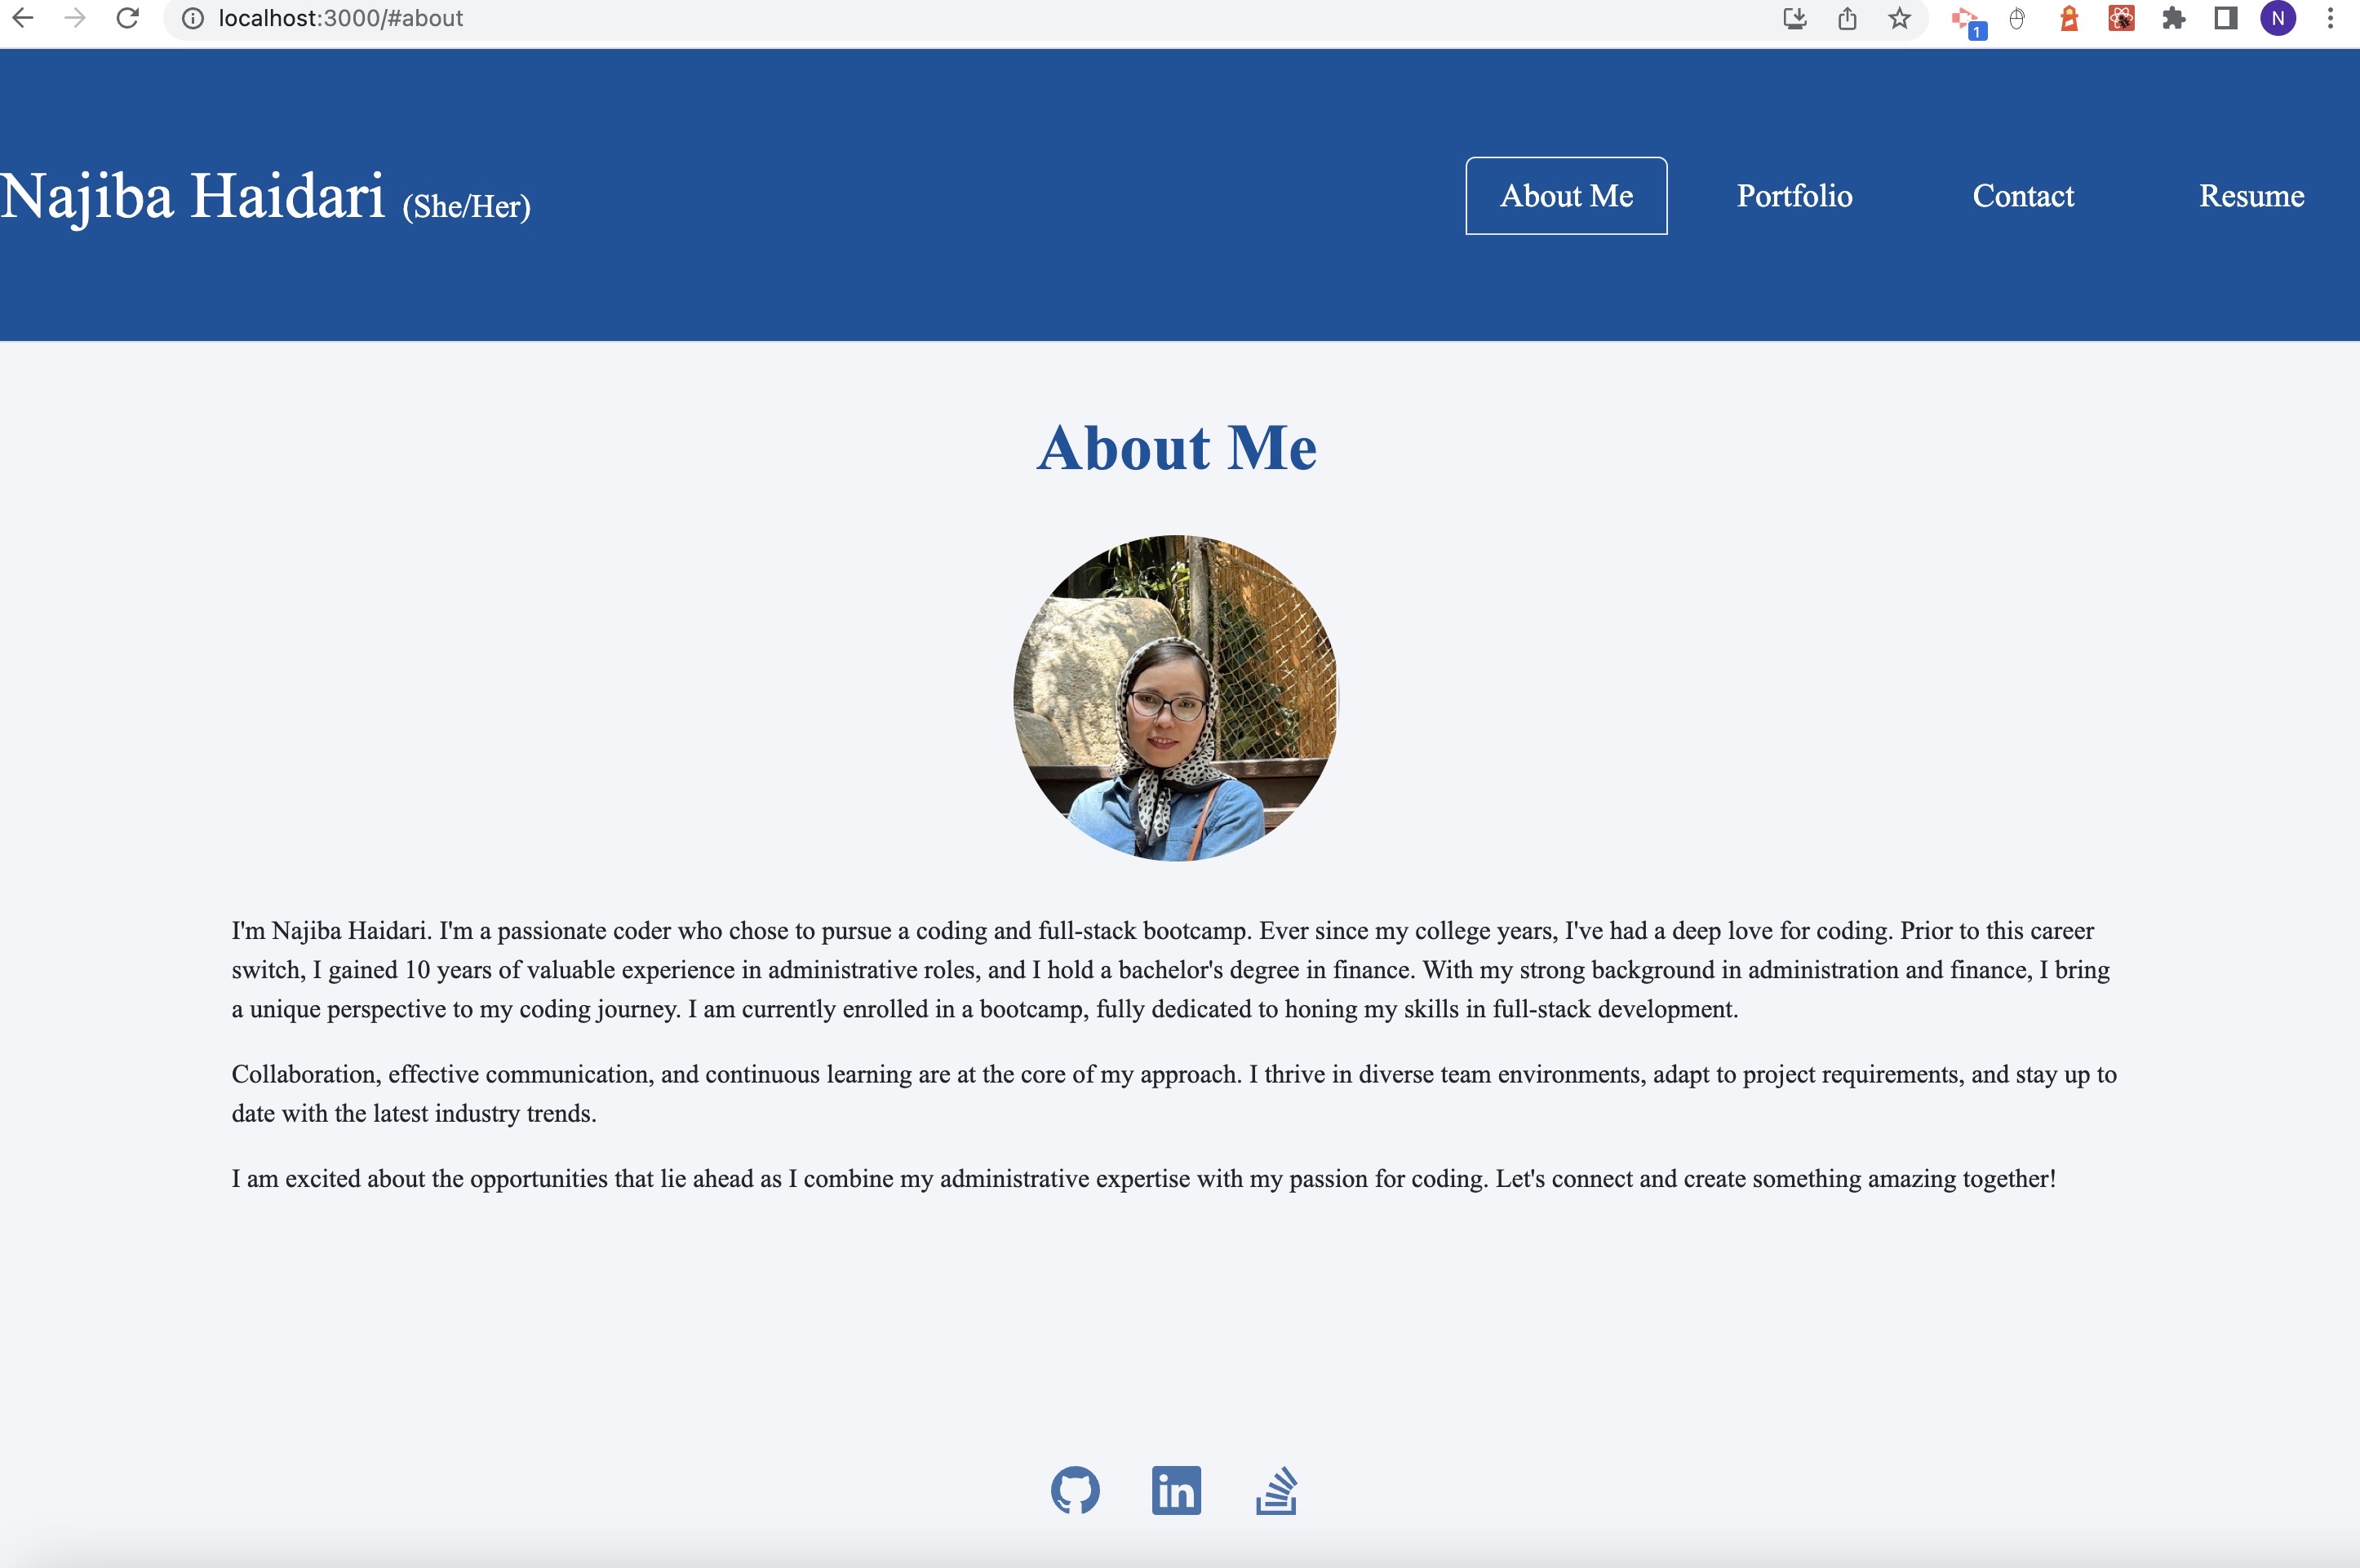 localhost:3000/#about
1
N
Najiba Haidari (She/Her)
About Me
Portfolio
Contact
Resume
About Me
I'm Najiba Haidari. I'm a passionate coder who chose to pursue a coding and full-stack bootcamp. Ever since my college years, I've had a deep love for coding. Prior to this career
switch, I gained 10 years of valuable experience in administrative roles, and I hold a bachelor's degree in finance. With my strong background in administration and finance, I bring
a unique perspective to my coding journey. I am currently enrolled in a bootcamp, fully dedicated to honing my skills in full-stack development.
Collaboration, effective communication, and continuous learning are at the core of my approach. I thrive in diverse team environments, adapt to project requirements, and stay up to
date with the latest industry trends.
I am excited about the opportunities that lie ahead as I combine my administrative expertise with my passion for coding. Let's connect and create something amazing together!
in